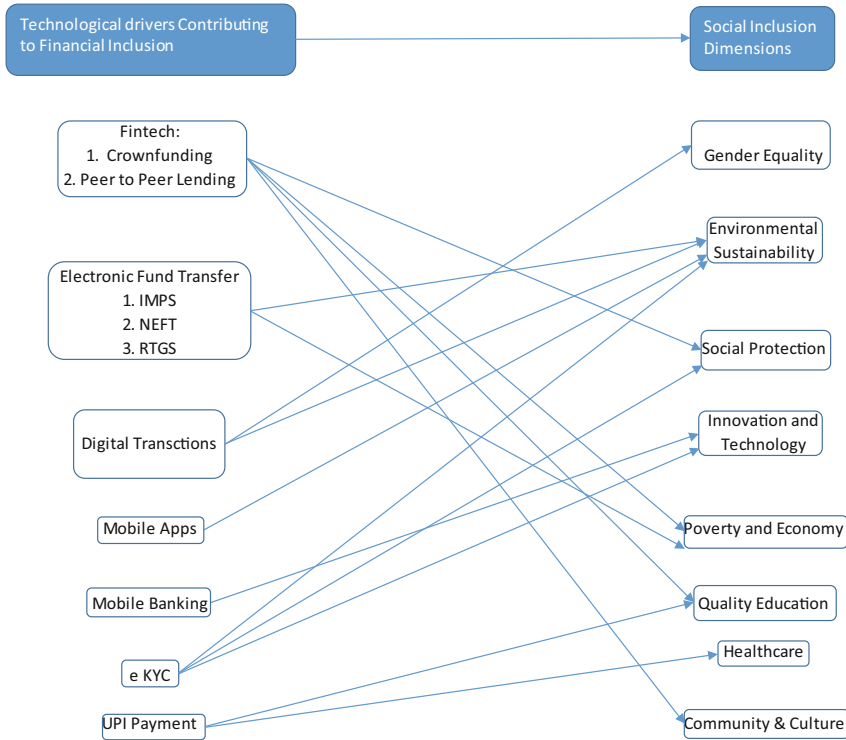 Technological drivers Contributing
to Financial Inclusion
Social Inclusion
Dimensions
Fintech:
1. Crownfunding
2. Peer to Peer Lending
Electronic Fund Transfer
1. IMPS
2. NEFT
3. RTGS
Digital Transctions
Mobile Apps
Mobile Banking
e KYC
UPI Payment
Gender Equality
Environmental
Sustainability
Social Protection
Innovation and
Technology
Poverty and Economy
Quality Education
Healthcare
Community & Culture